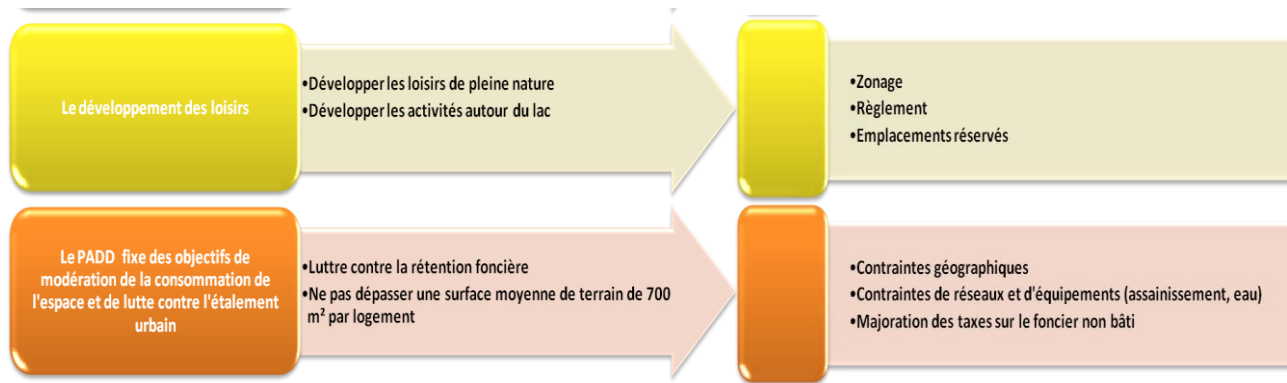 Le développement des loisirs
•Développer les loisirs de pleine nature
•Développer les activités autour du lac
•Zonage
•Règlement
•Emplacements réservés
Le PADD fixe des objectifs de
modération de la consommation de
l'espace et de lutte contre l'étalement
urbain
•Luttre contre la rétention foncière
•Ne pas dépasser une surface moyenne de terrain de 700
m² par logement
•Contraintes géographiques
•Contraintes de réseaux et d'équipements (assainissement, eau)
•Majoration des taxes sur le foncier non bâti